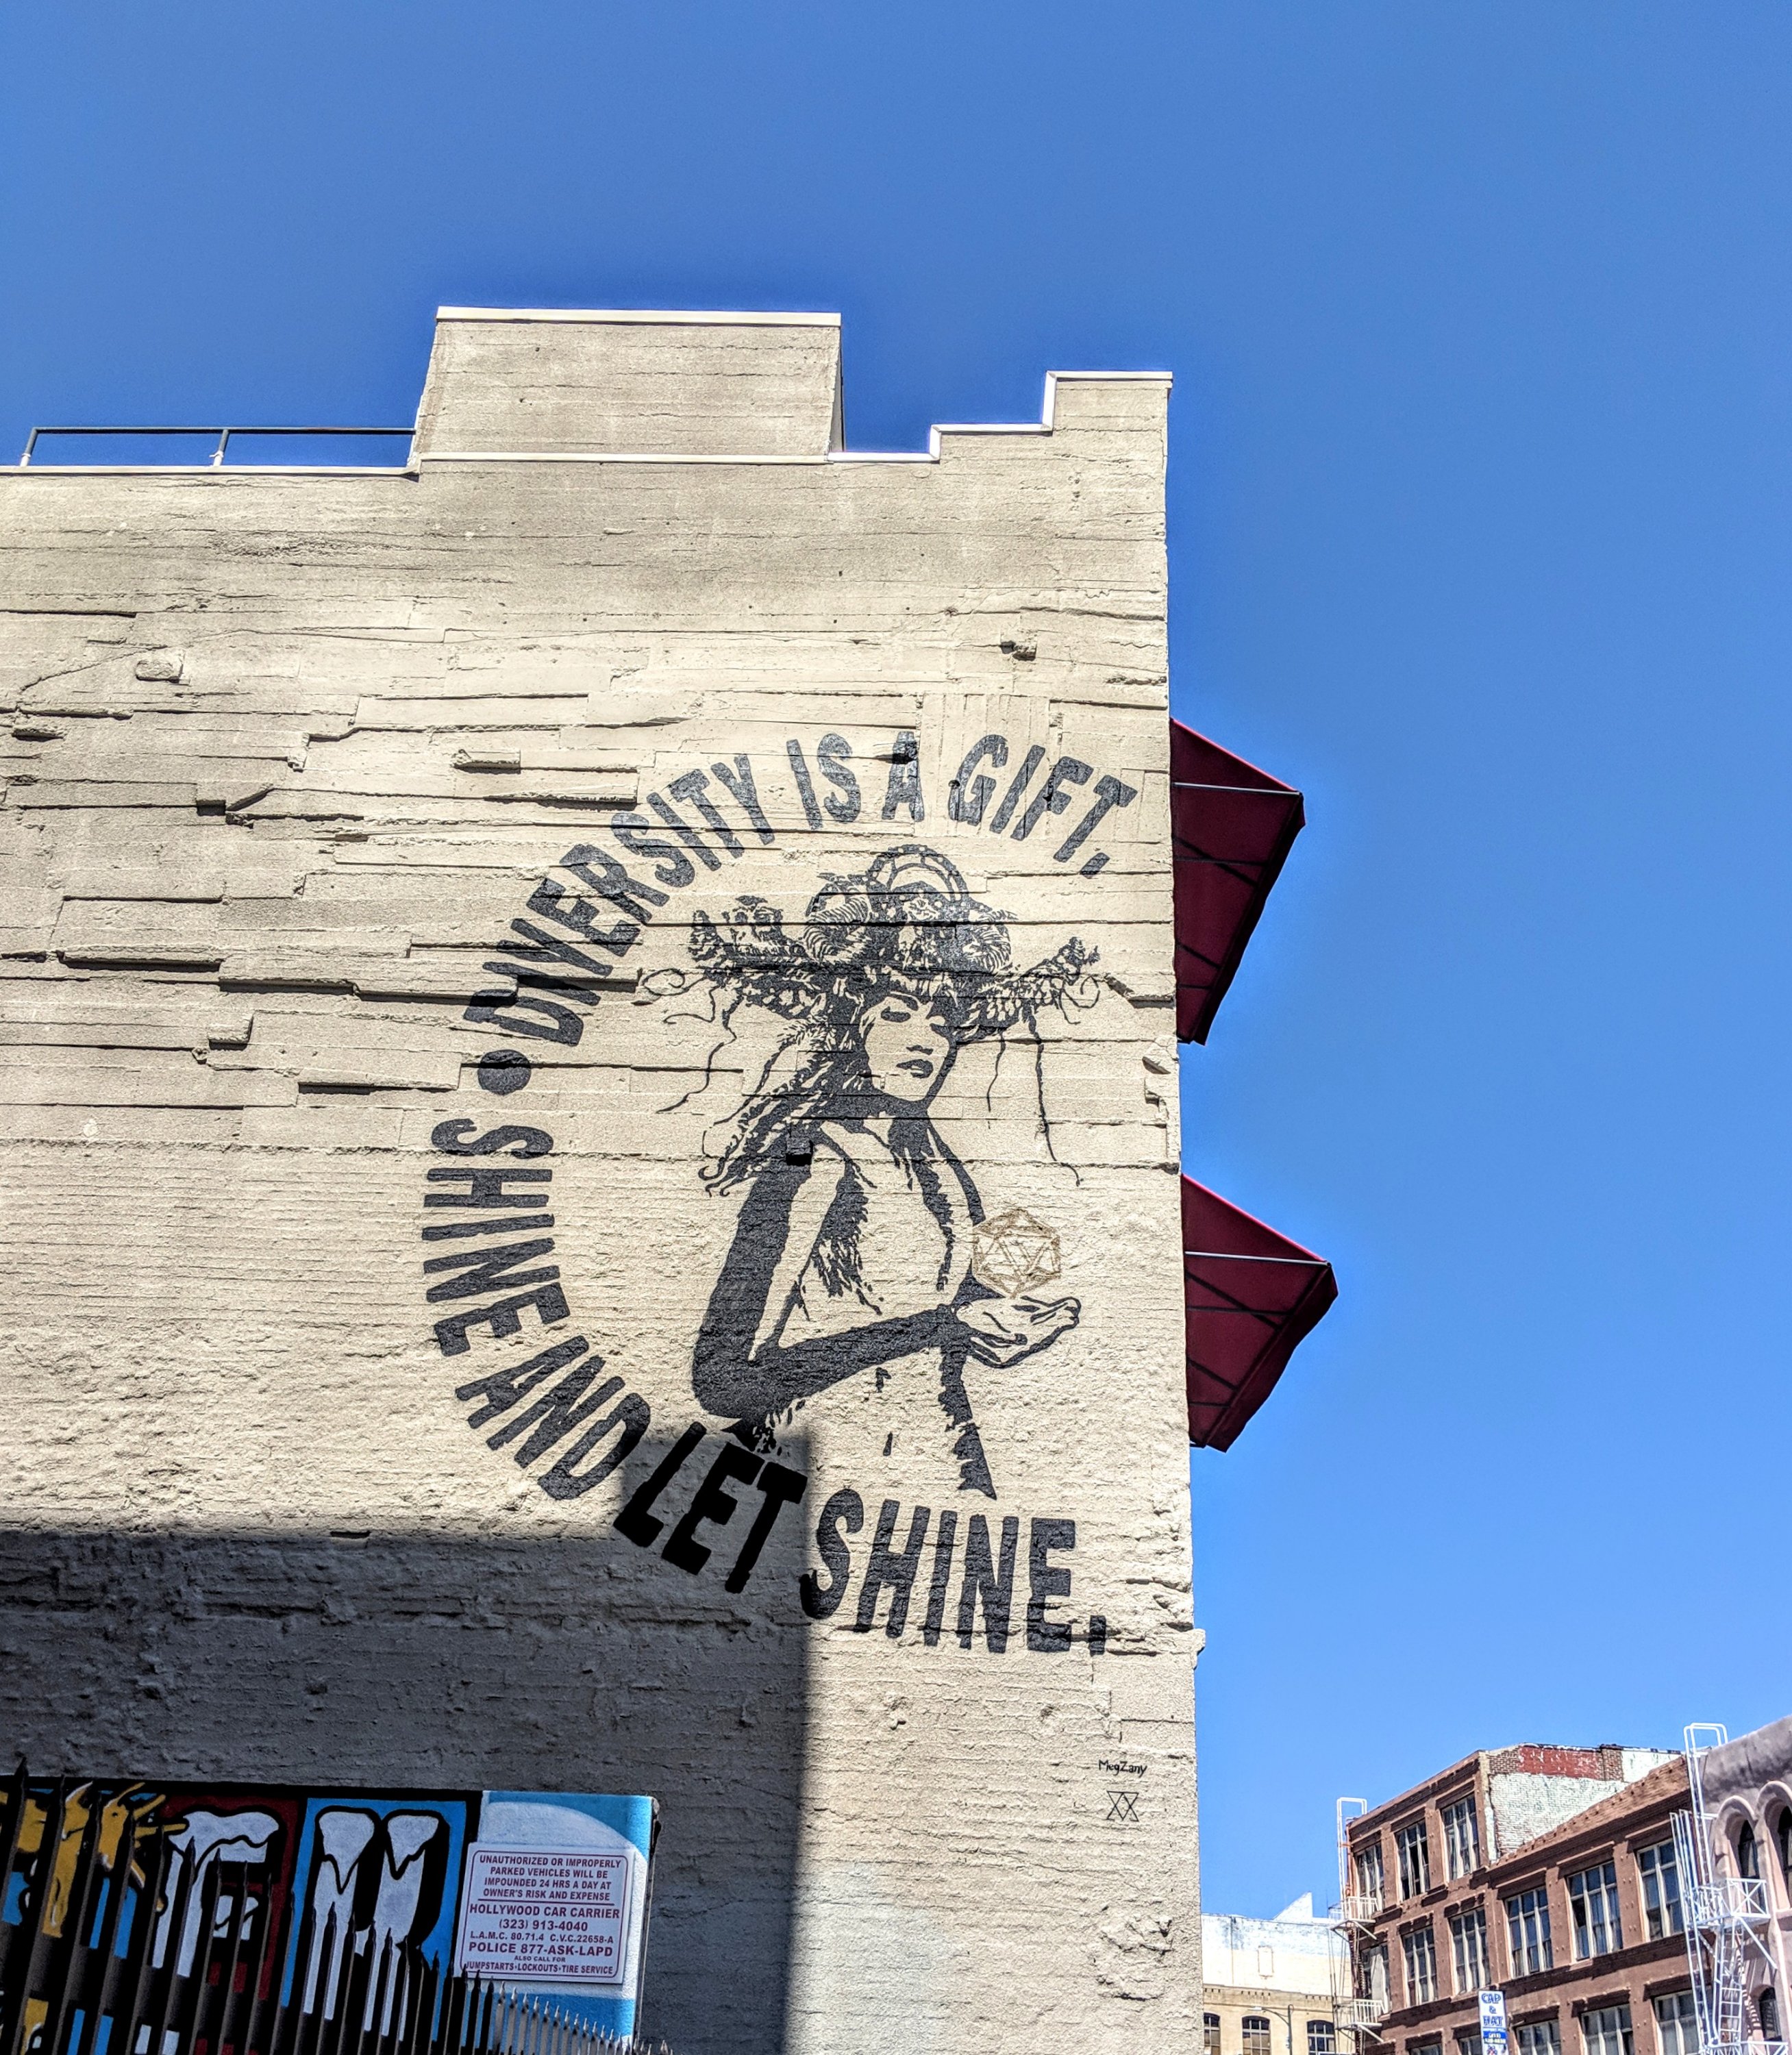 DIVERSITY IS A GIFT.
• SHINE AND LET SHINE.
MegZany
UNAUTHORIZED OR IMPROPERLY
PARKED VEHICLES WILL BE
IMPOUNDED 24 HRS A DAY AT
OWNER'S RISK AND EXPENSE
HOLLYWOOD CAR CARRIER
(323) 913-4040
L.A.M.C. 80.71.4 C.V.C.22658-A
POLICE 877-ASK-LAPD
ALSO CALL FOR
JUMPSTARTS•LOCKOUTS•TIRE SERVICE
CAP
&
HAT